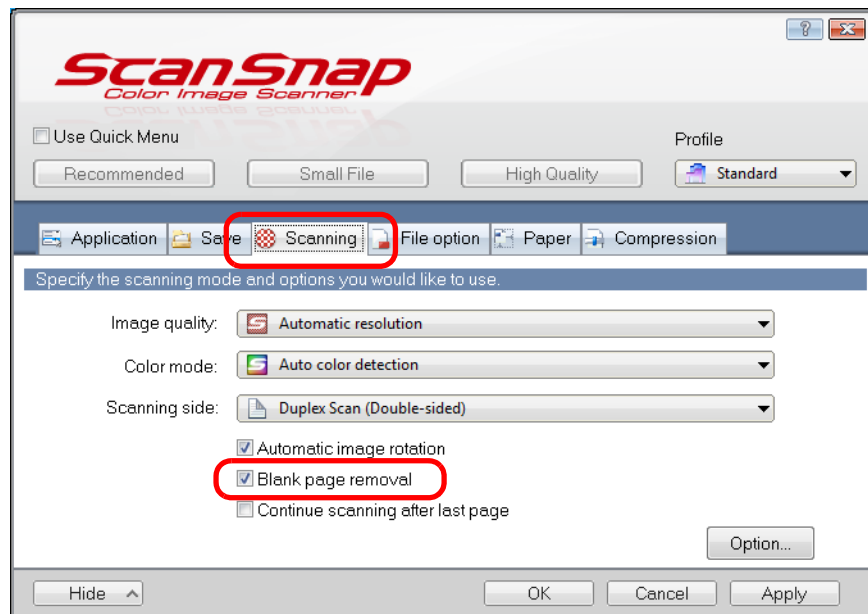 ScanSnap
Color Image Scanner
Use Quick Menu
Profile
Recommended Small File High Quality Standard
Application Save Scanning File option Paper Compression
Specify the scanning mode and options you would like to use.
Image quality: Automatic resolution
Color mode: Auto color detection
Scanning side: Duplex Scan (Double-sided)
Automatic image rotation
Blank page removal
Continue scanning after last page
Option...
Hide OK Cancel Apply